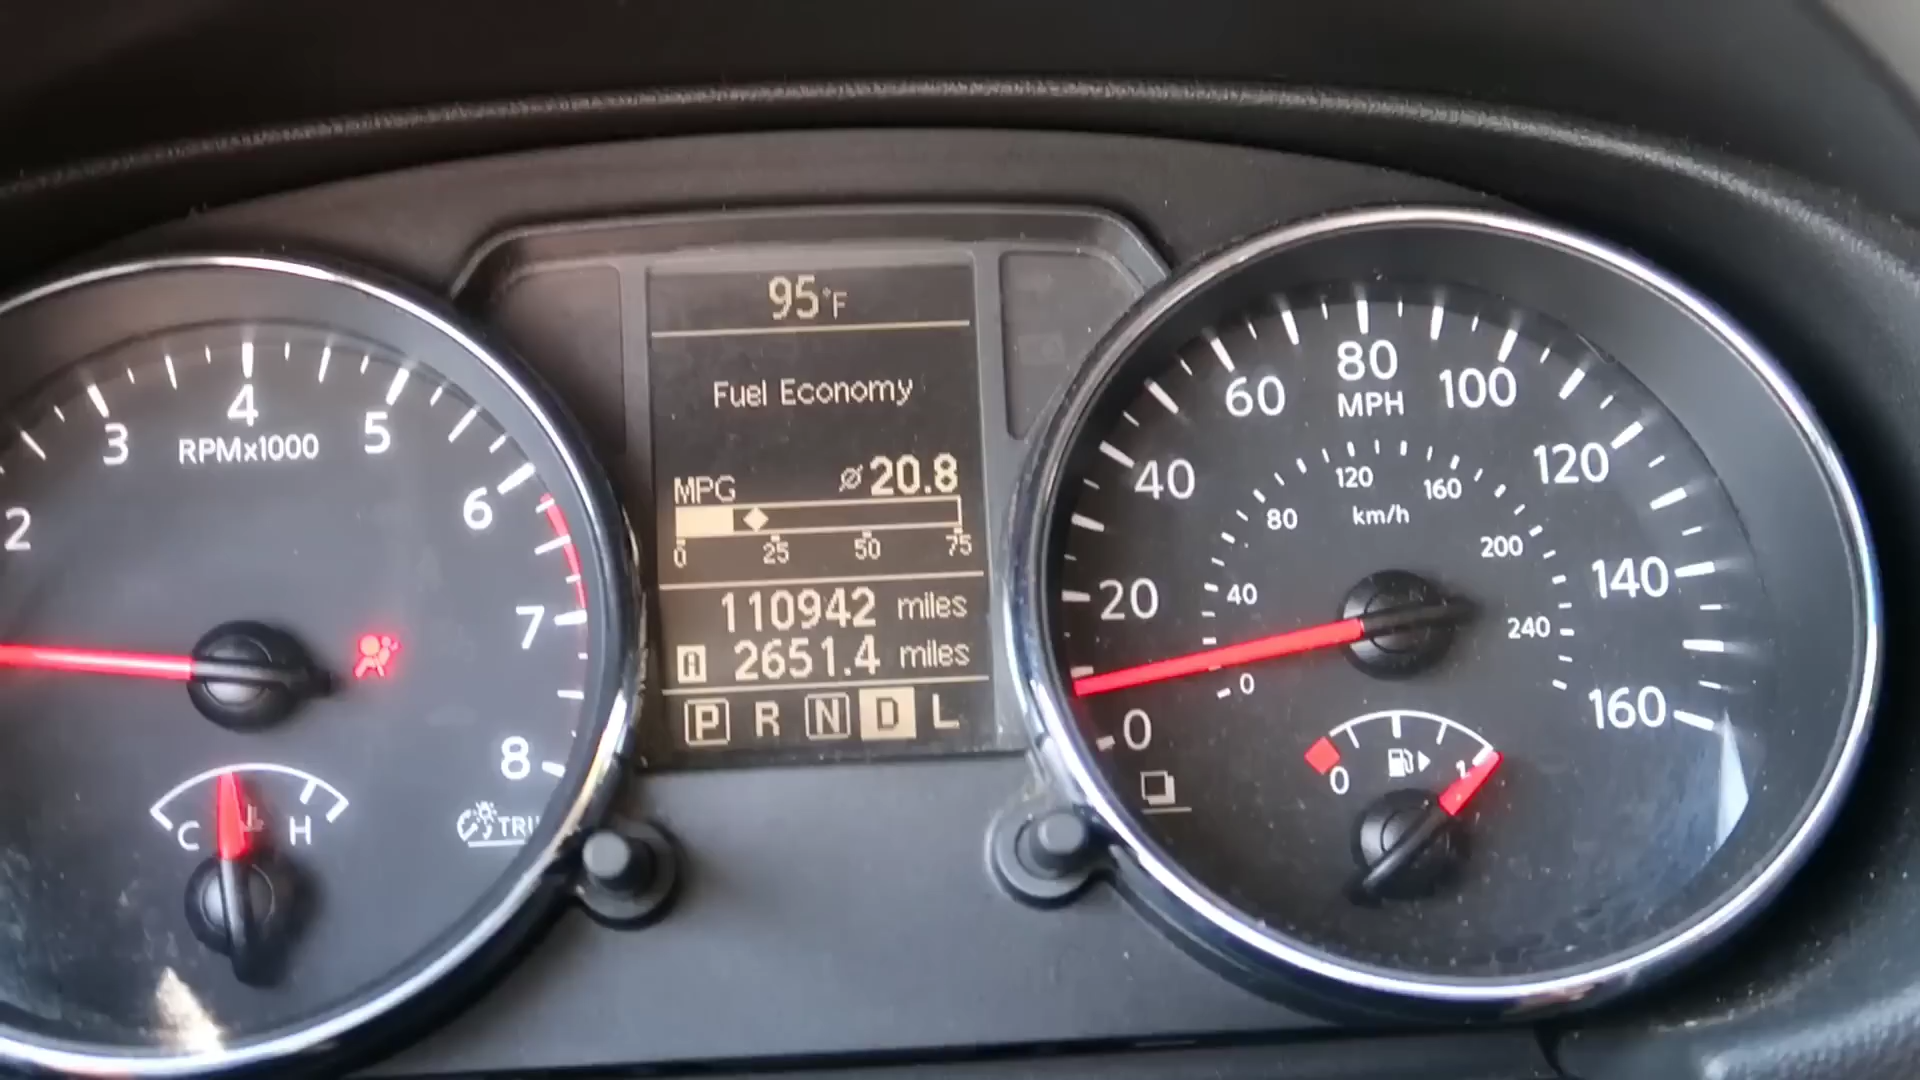 95°F
Fuel Economy
MPG ⌀20.8
0 25 50 75
110942 miles
A 2651.4 miles
P R N D L
2 3 4 5 6 7 8
RPMx1000
C H
0 20 40 60 80 100 120 140 160
MPH
0 40 80 120 160 200 240
km/h
0 1